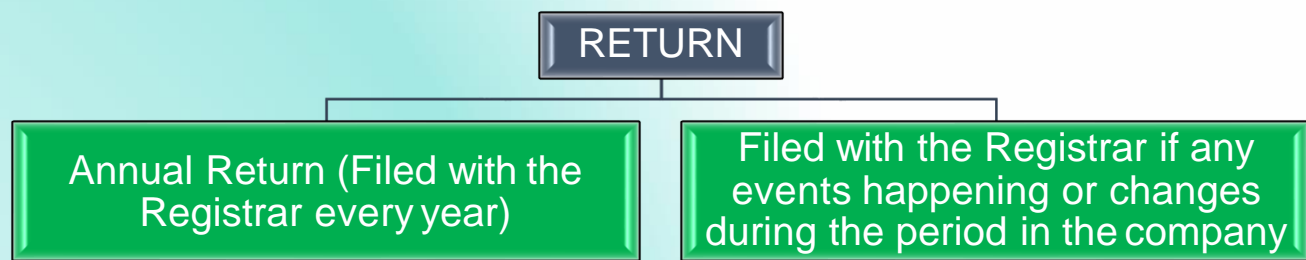 RETURN
Annual Return (Filed with the
Registrar every year)
Filed with the Registrar if any
events happening or changes
during the period in the company